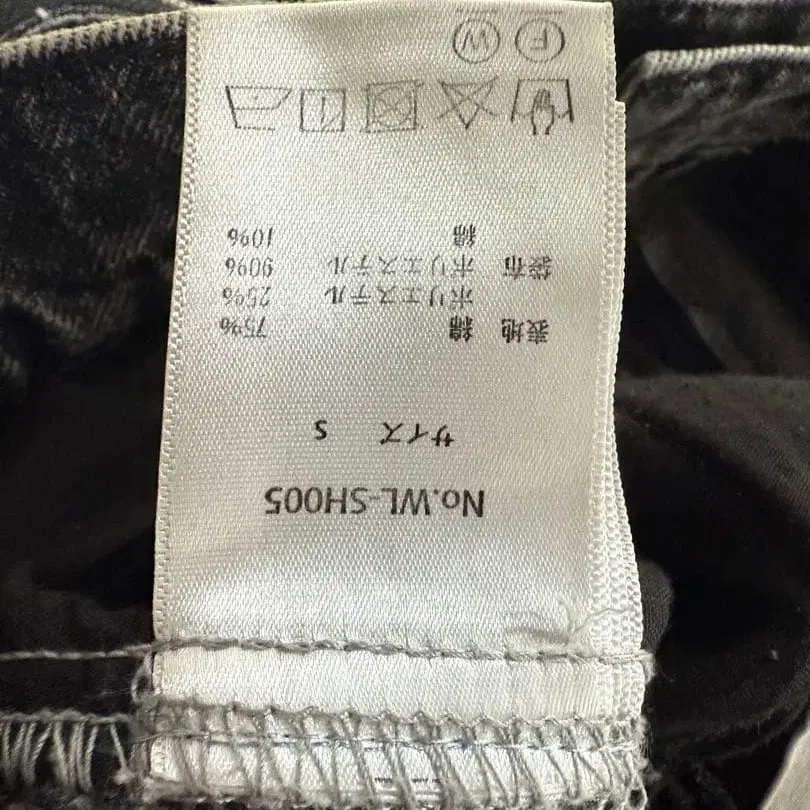 No.WL-SH005
サイズ S
表地 綿 75%
ポリエステル 25%
袋布 ポリエステル 90%
綿 10%
F W